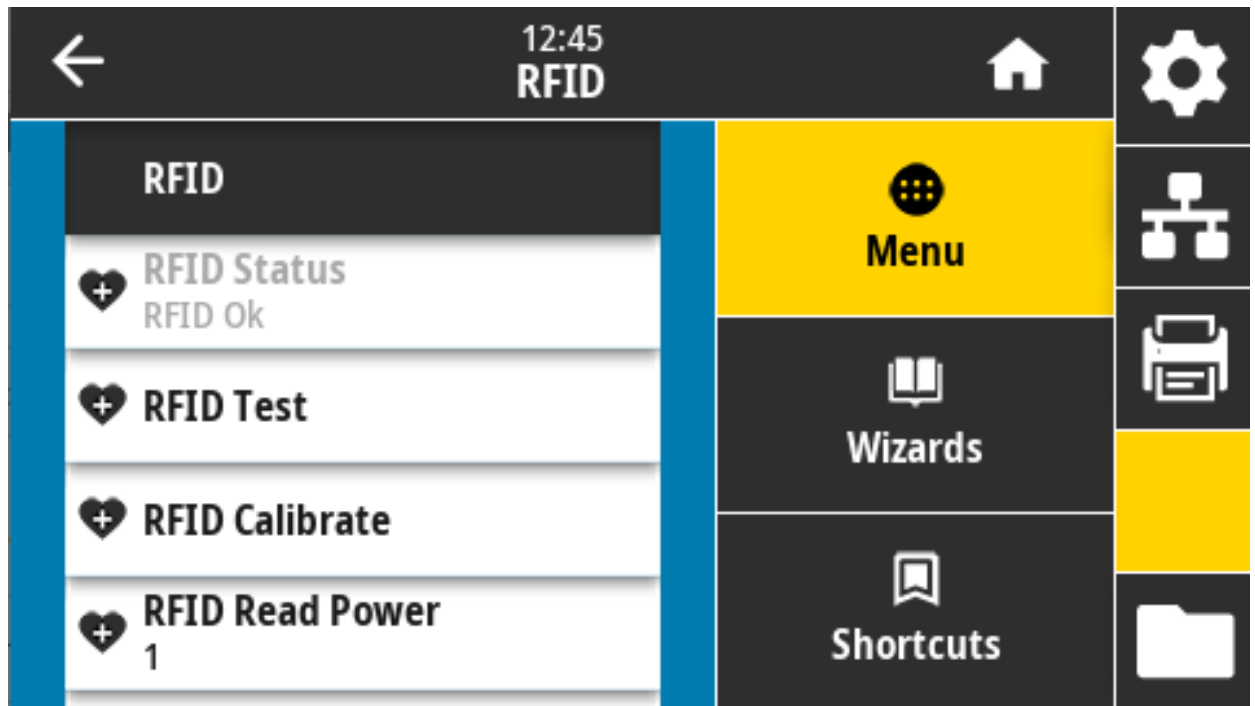 12:45
RFID
RFID
RFID Status
RFID Ok
RFID Test
RFID Calibrate
RFID Read Power
1
Menu
Wizards
Shortcuts